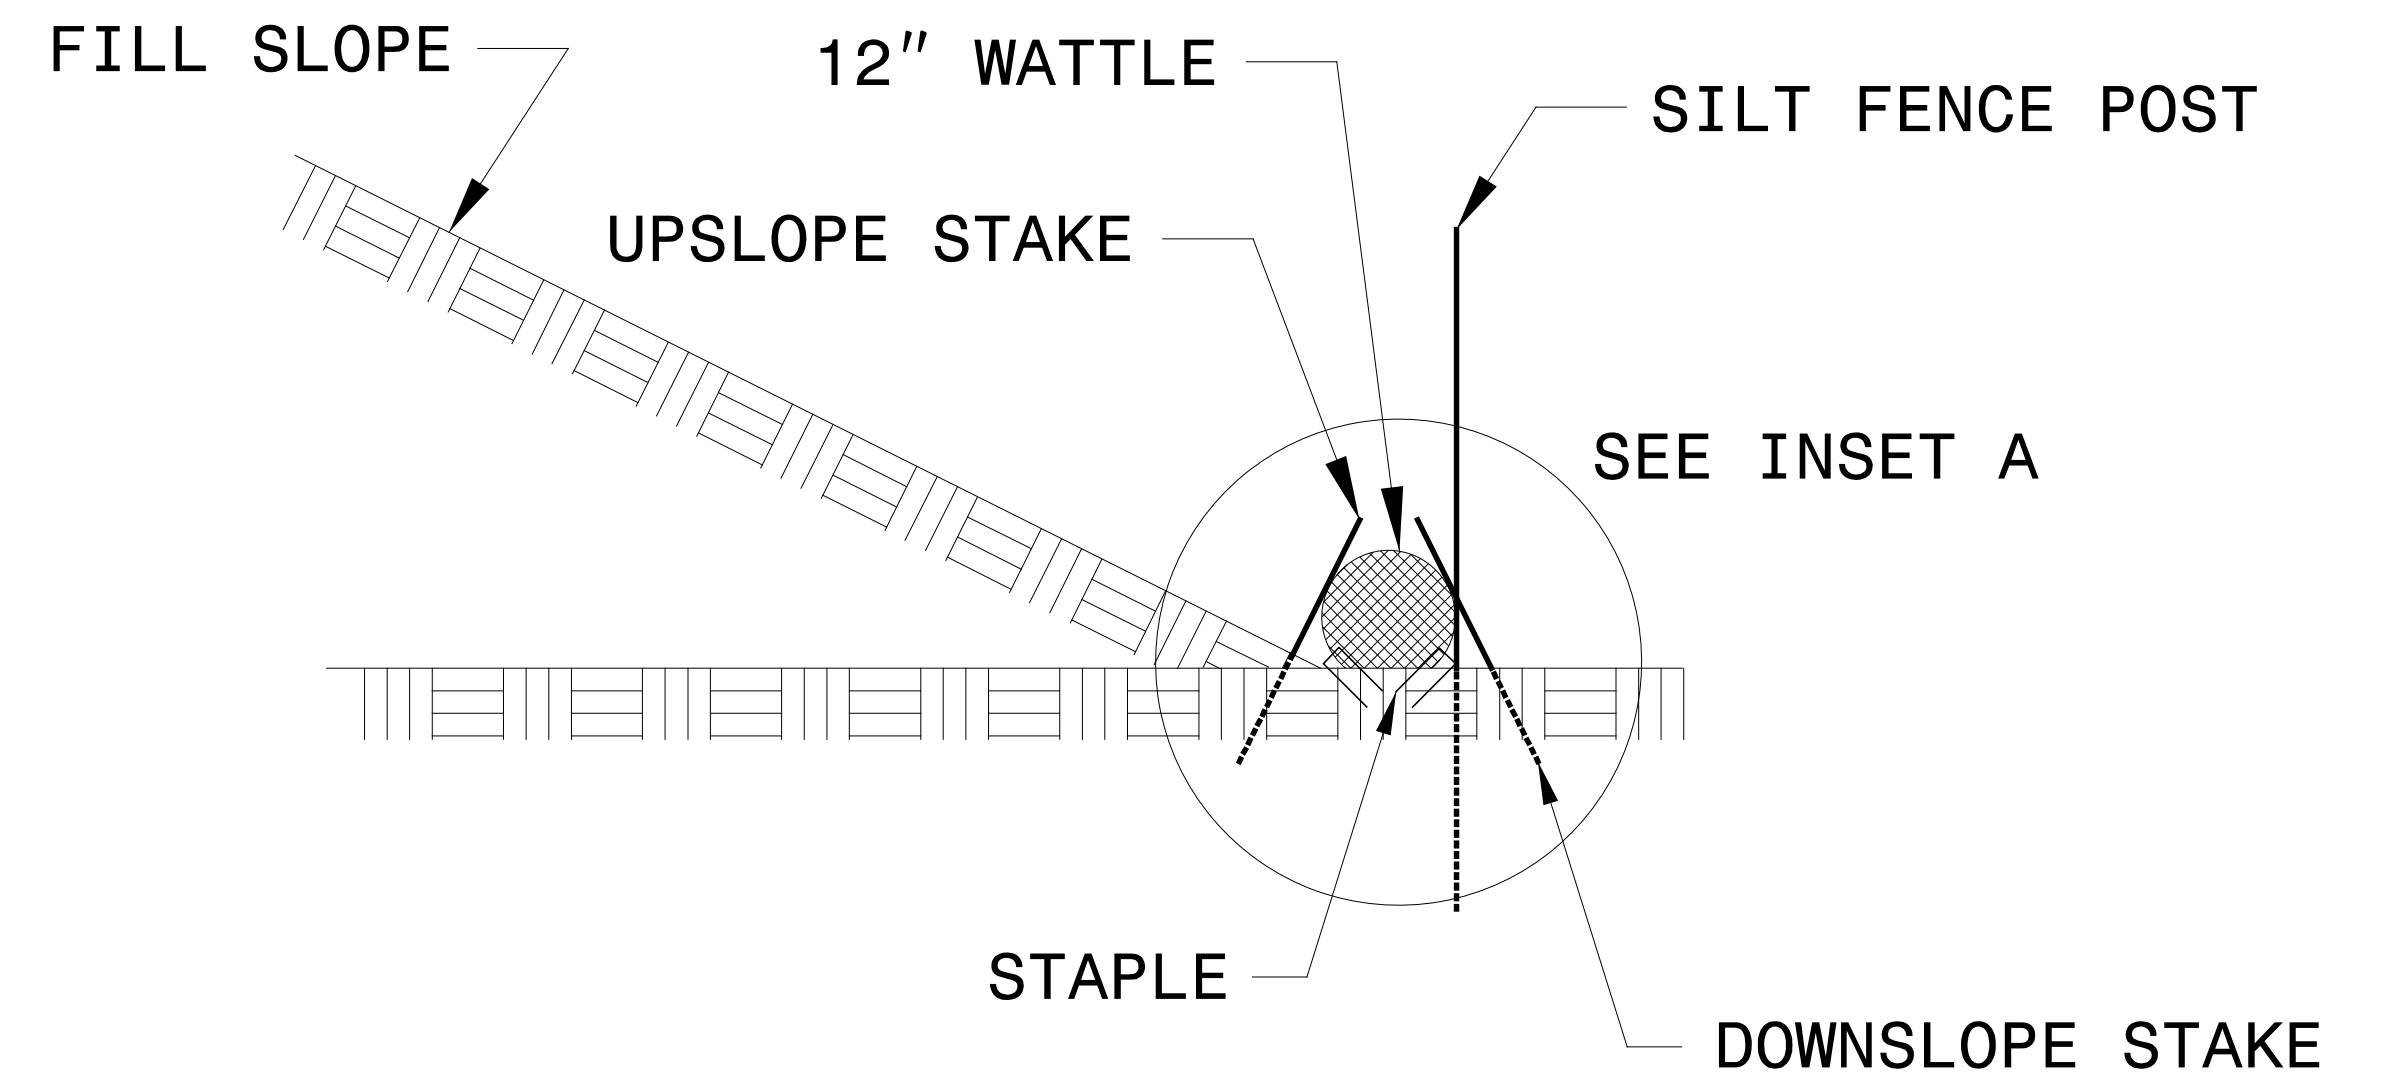 FILL SLOPE
12" WATTLE
SILT FENCE POST
UPSLOPE STAKE
SEE INSET A
STAPLE
DOWNSLOPE STAKE